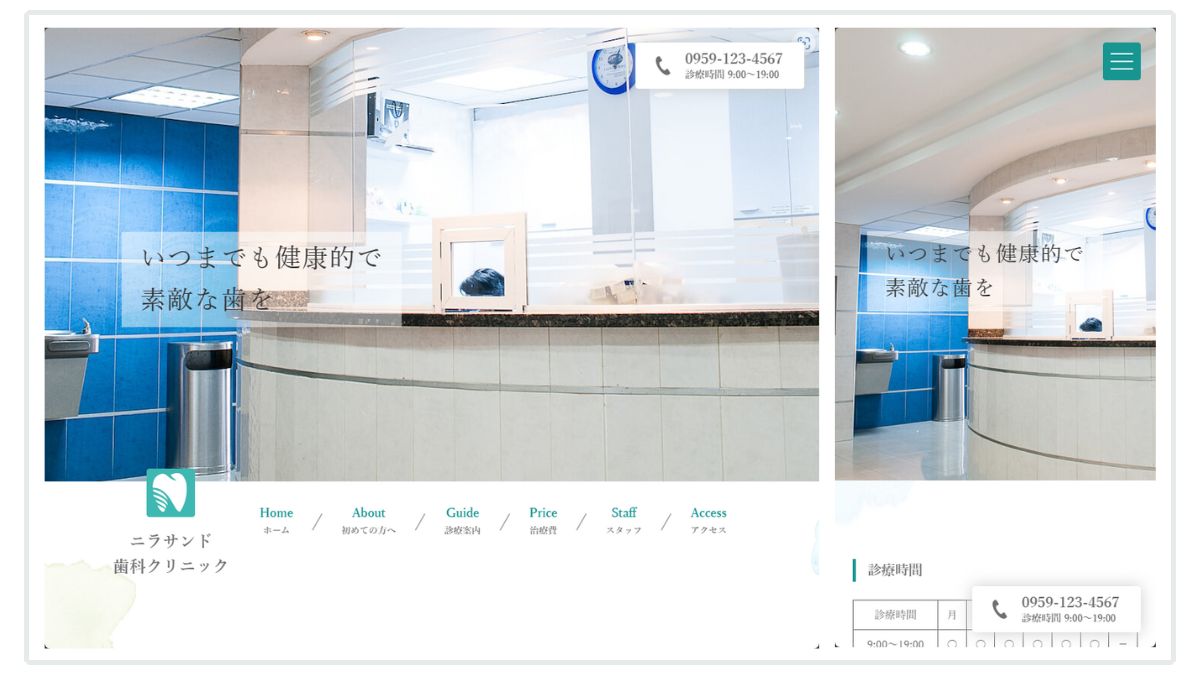 0959-123-4567
診療時間 9:00〜19:00
いつまでも健康的で
素敵な歯を
ニラサンド
歯科クリニック
Home
ホーム
/
About
初めての方へ
/
Guide
診療案内
/
Price
治療費
/
Staff
スタッフ
/
Access
アクセス
いつまでも健康的で
素敵な歯を
診療時間
診療時間 月
0959-123-4567
診療時間 9:00〜19:00
9:00〜19:00 〇 〇 〇 〇 〇 〇 ー